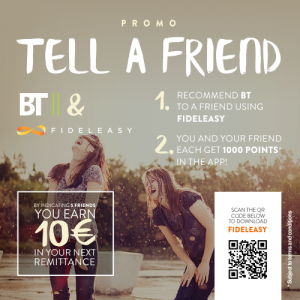 PROMO
TELL A FRIEND
BT || &
FIDELEASY
1. RECOMMEND BT
TO A FRIEND USING
FIDELEASY
2. YOU AND YOUR FRIEND
EACH GET 1000 POINTS*
IN THE APP!
BY INDICATING 5 FRIENDS
YOU EARN
10€
IN YOUR NEXT
REMITTANCE
SCAN THE QR
CODE BELOW
TO DOWNLOAD
FIDELEASY
* Subject to terms and conditions